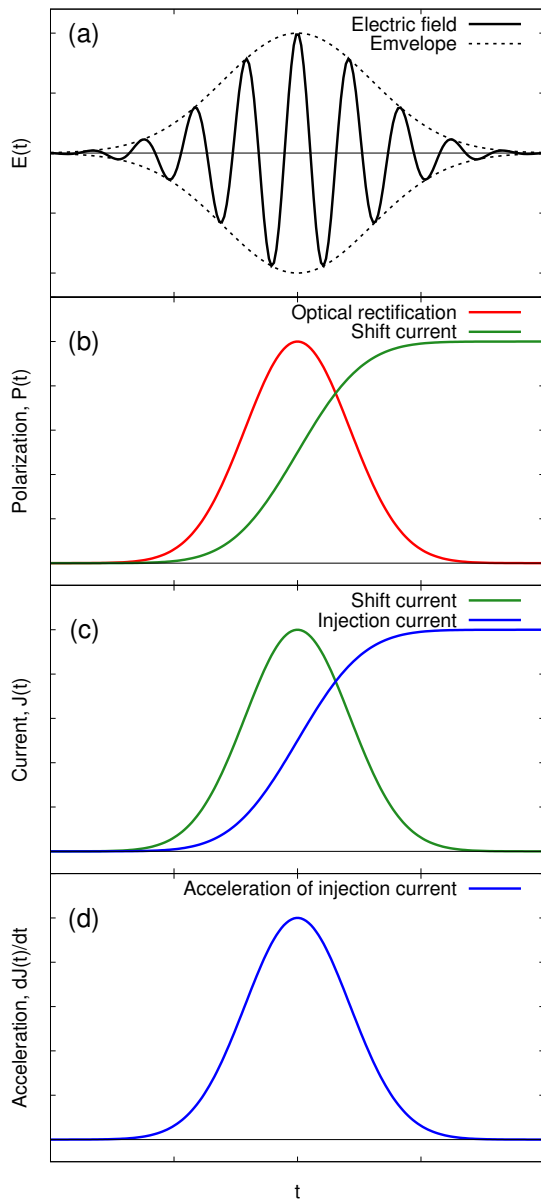 (a)
Electric field
Emvelope
E(t)
(b)
Optical rectification
Shift current
Polarization, P(t)
(c)
Shift current
Injection current
Current, J(t)
(d)
Acceleration of injection current
Acceleration, dJ(t)/dt
t